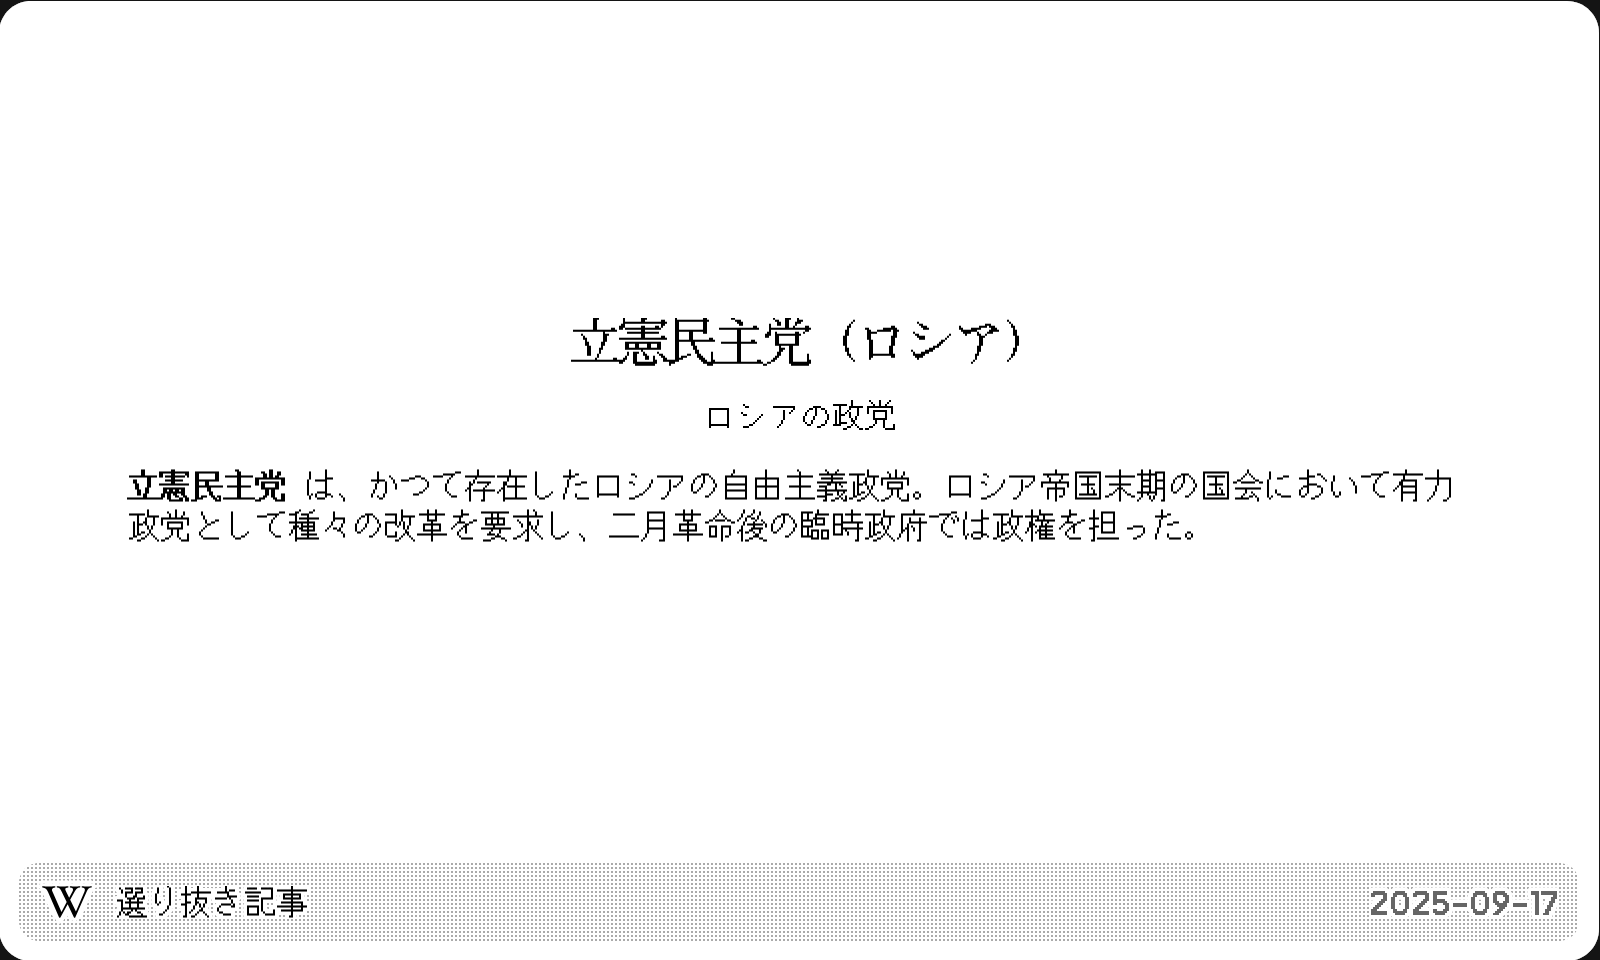 立憲民主党（ロシア）
ロシアの政党
立憲民主党 は、かつて存在したロシアの自由主義政党。ロシア帝国末期の国会において有力
政党として種々の改革を要求し、二月革命後の臨時政府では政権を担った。
W 選り抜き記事 2025-09-17